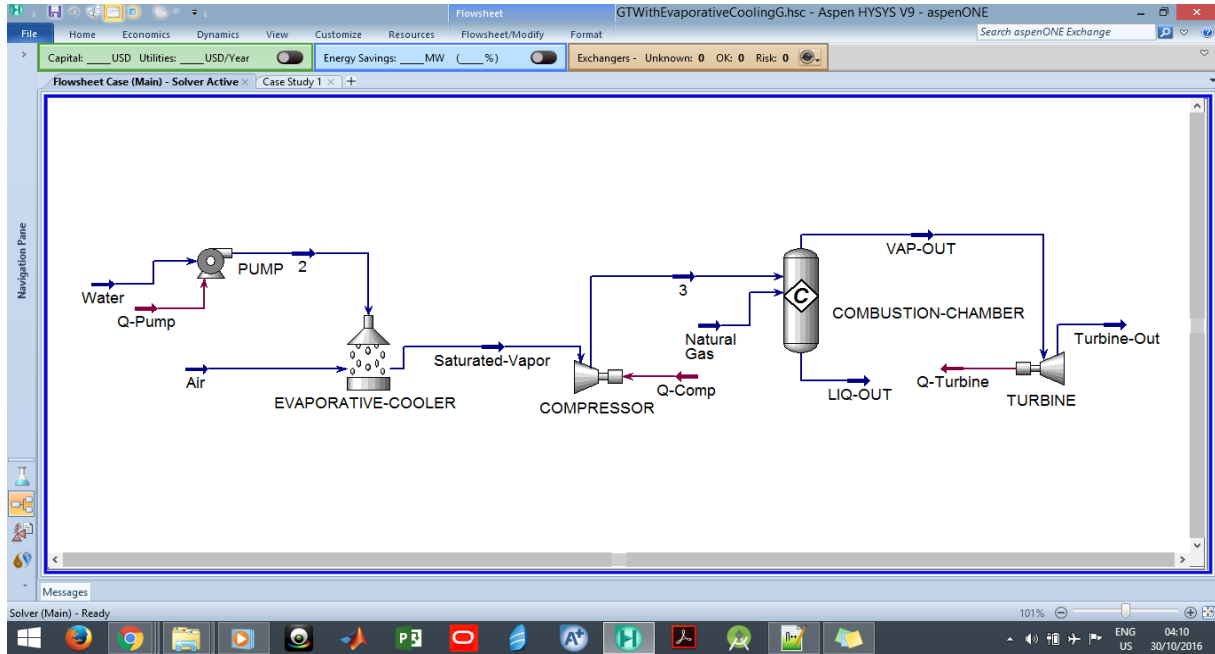 Flowsheet
GTWithEvaporativeCoolingG.hsc - Aspen HYSYS V9 - aspenONE
File Home Economics Dynamics View Customize Resources Flowsheet/Modify Format Search aspenONE Exchange
Capital: ____USD Utilities: ____USD/Year Energy Savings: ____MW (____%) Exchangers - Unknown: 0 OK: 0 Risk: 0
Flowsheet Case (Main) - Solver Active Case Study 1
Navigation Pane
VAP-OUT
PUMP 2
Water
Q-Pump
3
C
COMBUSTION-CHAMBER
Natural
Gas
Turbine-Out
Saturated-Vapor
Air
Q-Comp
Q-Turbine
LIQ-OUT
EVAPORATIVE-COOLER
COMPRESSOR
TURBINE
Messages
Solver (Main) - Ready 101%
ENG 04:10
US 30/10/2016